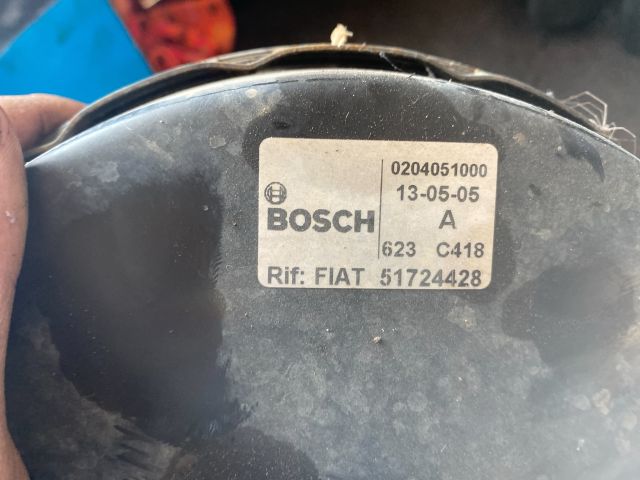 0204051000
13-05-05
BOSCH
A
623 C418
Rif: FIAT 51724428